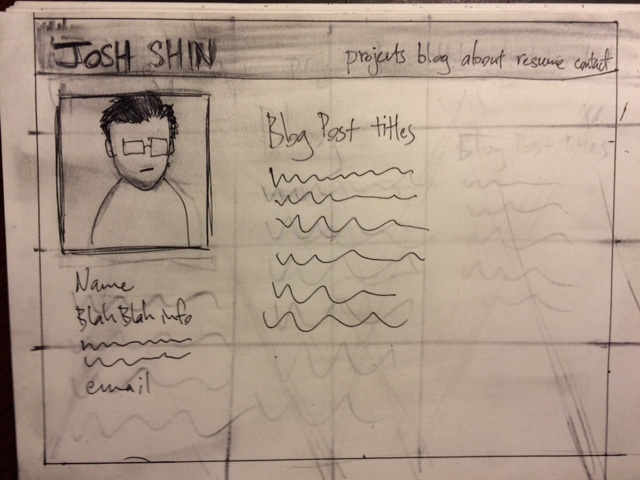 JOSH SHIN
projects blog about resume contact
Blog Post titles
Blog Post titles
Name
Blah Blah info
email